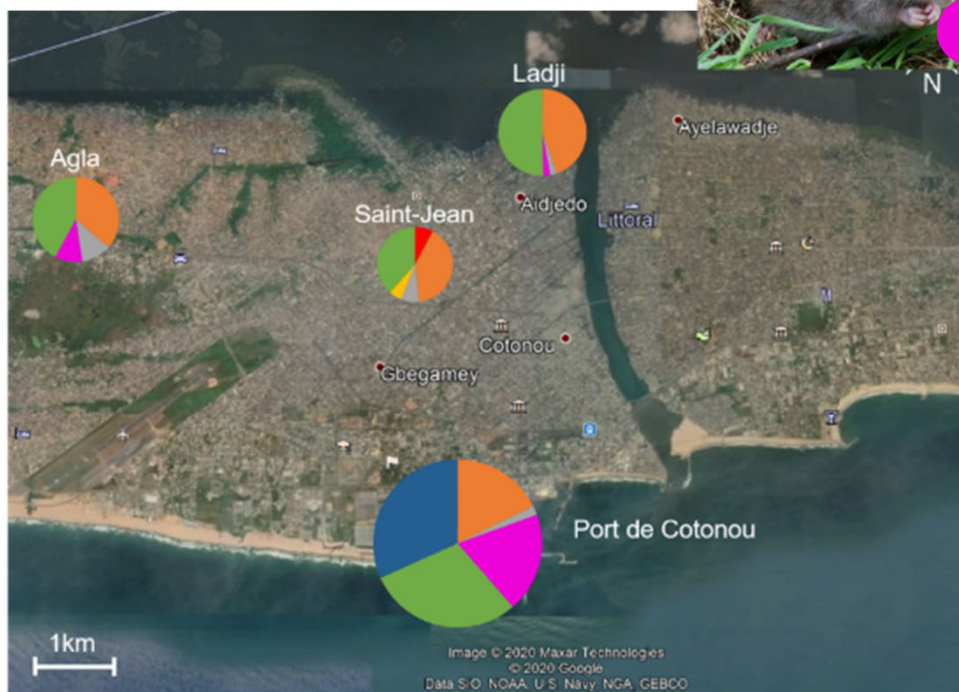 N
Ladji
Ayelawadje
Agla
Aidjedo
Saint-Jean
Littoral
Cotonou
Gbegamey
Port de Cotonou
1km
Image © 2020 Maxar Technologies
© 2020 Google
Data SIO, NOAA, U.S. Navy, NGA, GEBCO